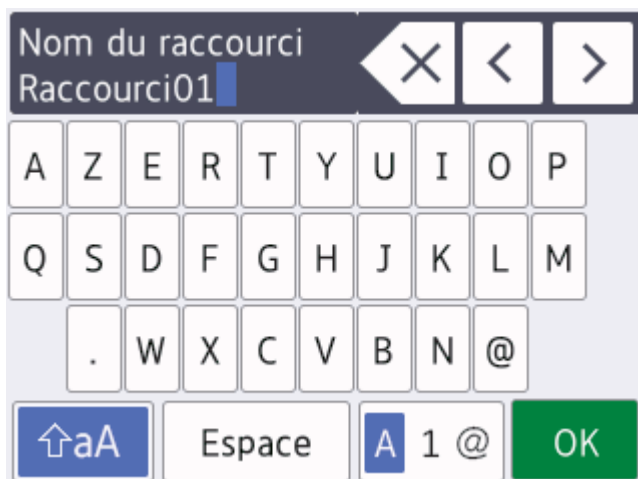 Nom du raccourci
Raccourci01
A Z E R T Y U I O P
Q S D F G H J K L M
. W X C V B N @
aA Espace A 1 @ OK